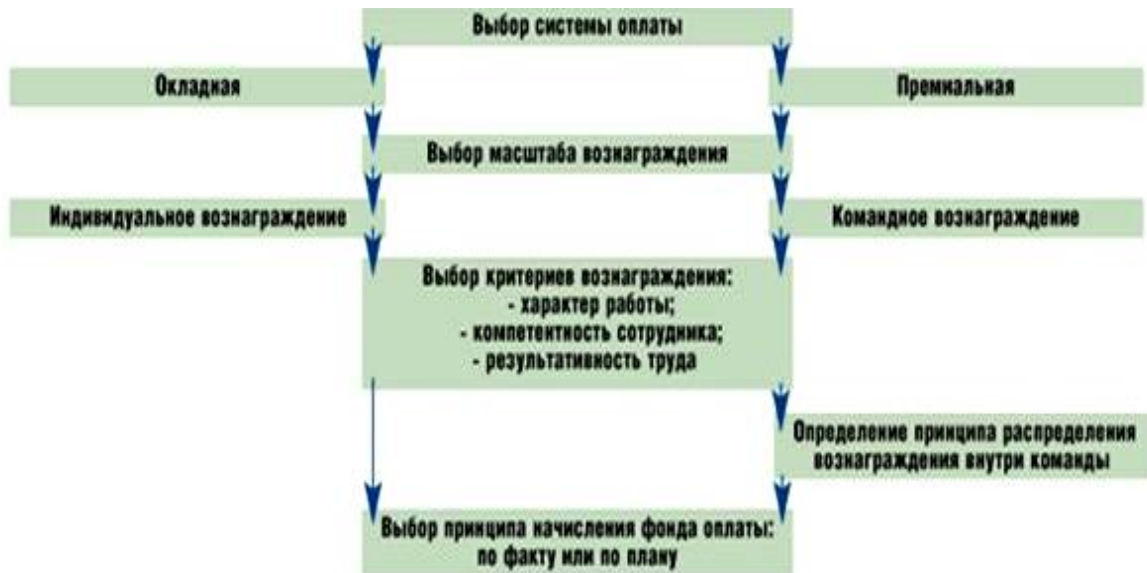 Выбор системы оплаты
Окладная
Премиальная
Выбор масштаба вознаграждения
Индивидуальное вознаграждение
Командное вознаграждение
Выбор критериев вознаграждения:
- характер работы;
- компетентность сотрудника;
- результативность труда
Определение принципа распределения
вознаграждения внутри команды
Выбор принципа начисления фонда оплаты:
по факту или по плану